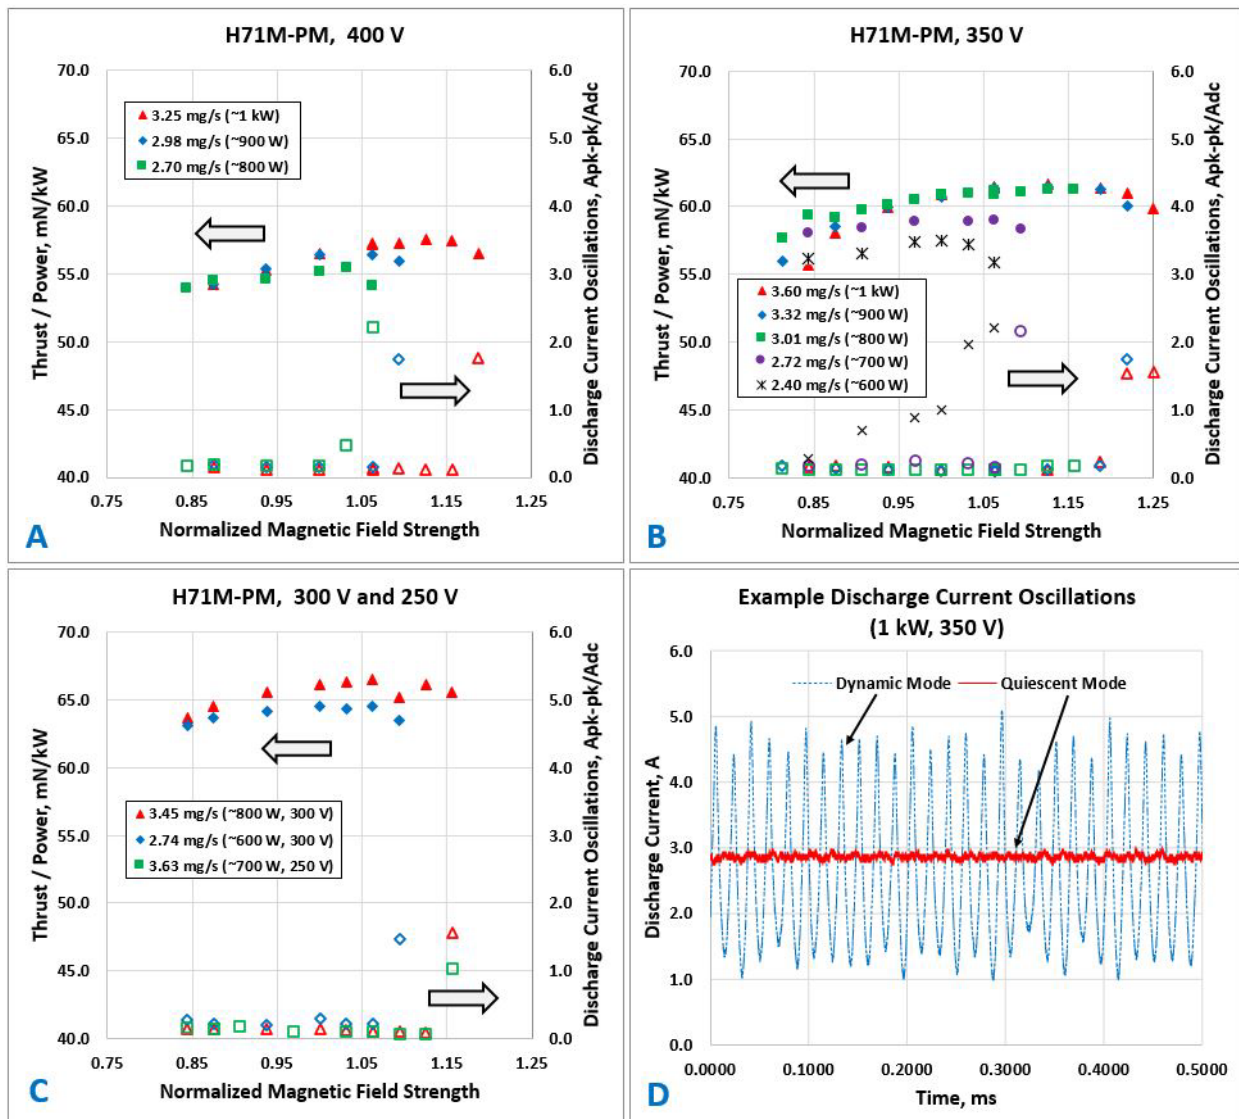 H71M-PM, 400 V
70.0
65.0
60.0
55.0
50.0
45.0
40.0
6.0
5.0
4.0
3.0
2.0
1.0
0.0
0.75
0.85
0.95
1.05
1.15
1.25
Thrust / Power, mN/kW
Discharge Current Oscillations, Apk-pk/Adc
Normalized Magnetic Field Strength
3.25 mg/s (~1 kW)
2.98 mg/s (~900 W)
2.70 mg/s (~800 W)
A
H71M-PM, 350 V
70.0
65.0
60.0
55.0
50.0
45.0
40.0
6.0
5.0
4.0
3.0
2.0
1.0
0.0
0.75
0.85
0.95
1.05
1.15
1.25
Thrust / Power, mN/kW
Discharge Current Oscillations, Apk-pk/Adc
Normalized Magnetic Field Strength
3.60 mg/s (~1 kW)
3.32 mg/s (~900 W)
3.01 mg/s (~800 W)
2.72 mg/s (~700 W)
2.40 mg/s (~600 W)
B
H71M-PM, 300 V and 250 V
70.0
65.0
60.0
55.0
50.0
45.0
40.0
6.0
5.0
4.0
3.0
2.0
1.0
0.0
0.75
0.85
0.95
1.05
1.15
1.25
Thrust / Power, mN/kW
Discharge Current Oscillations, Apk-pk/Adc
Normalized Magnetic Field Strength
3.45 mg/s (~800 W, 300 V)
2.74 mg/s (~600 W, 300 V)
3.63 mg/s (~700 W, 250 V)
C
Example Discharge Current Oscillations
(1 kW, 350 V)
6.0
5.0
4.0
3.0
2.0
1.0
0.0
Dynamic Mode
Quiescent Mode
Discharge Current, A
0.0000
0.1000
0.2000
0.3000
0.4000
0.5000
Time, ms
D